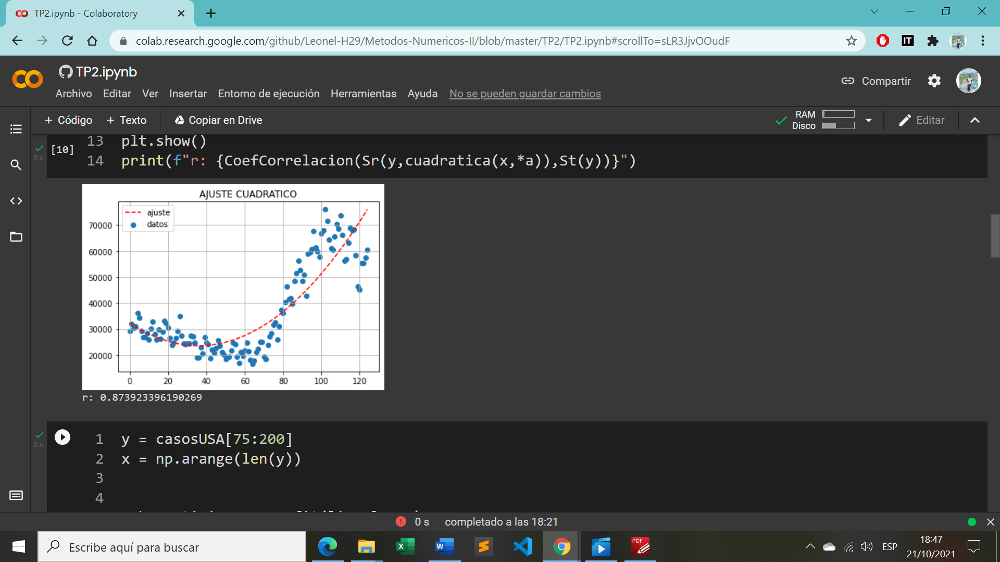 TP2.ipynb - Colaboratory
colab.research.google.com/github/Leonel-H29/Metodos-Numericos-II/blob/master/TP2/TP2.ipynb#scrollTo=sLR3JjvOOudF
IT
TP2.ipynb
Archivo Editar Ver Insertar Entorno de ejecución Herramientas Ayuda No se pueden guardar cambios
Compartir
+ Código + Texto Copiar en Drive
RAM
Disco
Editar
[10]
0 s
13 plt.show()
14 print(f"r: {CoefCorrelacion(Sr(y,cuadratica(x,*a)),St(y))}")
AJUSTE CUADRATICO
ajuste
datos
70000
60000
50000
40000
30000
20000
0 20 40 60 80 100 120
r: 0.873923396190269
0 s
1 y = casosUSA[75:200]
2 x = np.arange(len(y))
3
4
0 s completado a las 18:21
Escribe aquí para buscar
PDF
ESP
18:47
21/10/2021